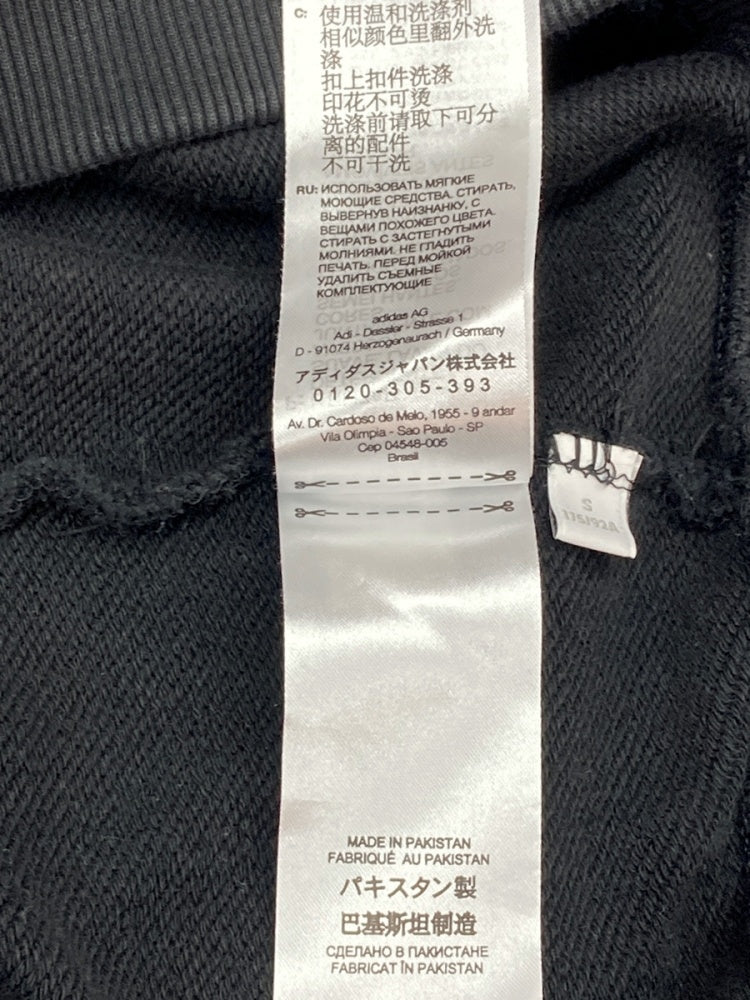 C: 使用温和洗涤剂
相似颜色里翻外洗
涤
扣上扣件洗涤
印花不可烫
洗涤前请取下可分
离的配件
不可干洗
RU: ИСПОЛЬЗОВАТЬ МЯГКИЕ
МОЮЩИЕ СРЕДСТВА. СТИРАТЬ,
ВЫВЕРНУВ НАИЗНАНКУ, С
ВЕЩАМИ ПОХОЖЕГО ЦВЕТА.
СТИРАТЬ С ЗАСТЕГНУТЫМИ
МОЛНИЯМИ. НЕ ГЛАДИТЬ
ПЕЧАТЬ. ПЕРЕД МОЙКОЙ
УДАЛИТЬ СЪЕМНЫЕ
КОМПЛЕКТУЮЩИЕ
adidas AG
Adi - Dassler - Strasse 1
D - 91074 Herzogenaurach / Germany
アディダスジャパン株式会社
0120-305-393
Av. Dr. Cardoso de Melo, 1955 - 9 andar
Vila Olimpia - Sao Paulo - SP
Cep 04548-005
Brasil
S
175/92A
MADE IN PAKISTAN
FABRIQUÉ AU PAKISTAN
パキスタン製
巴基斯坦制造
СДЕЛАНО В ПАКИСТАНЕ
FABRICAT ÎN PAKISTAN